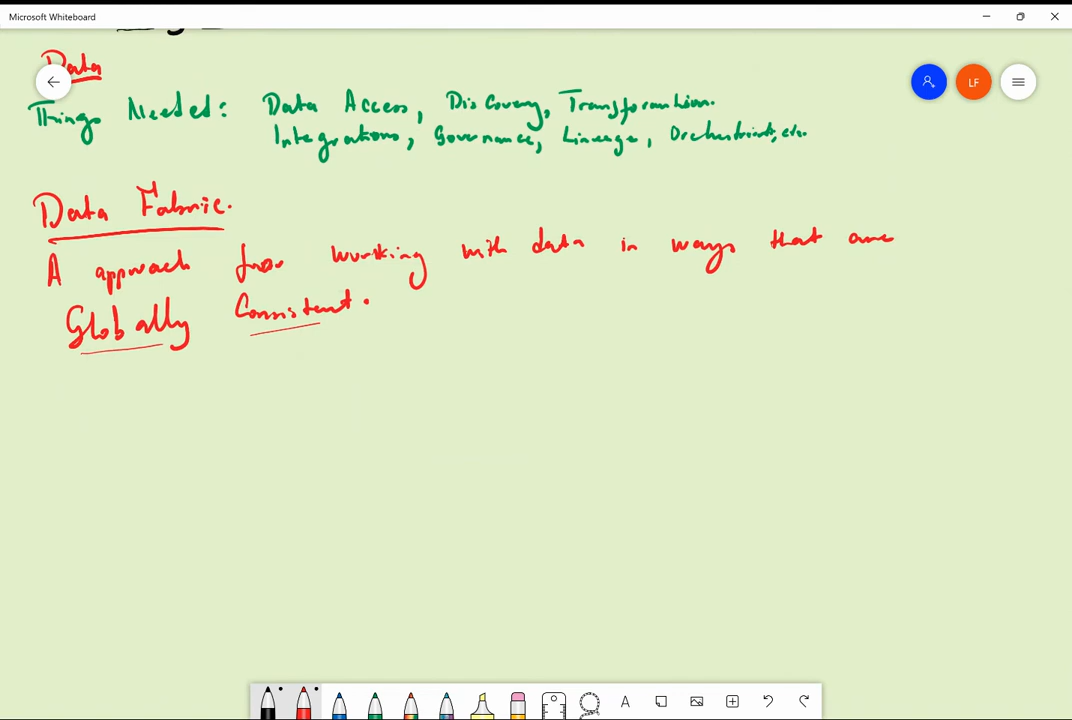 Microsoft Whiteboard
Data
LF
Things Needed: Data Access, Discovery, Transformation.
Integrations, Governance, Lineage, Orchestration, etc.
Data Fabric.
A approach for working with data in ways that are
Globally Consistent.
A